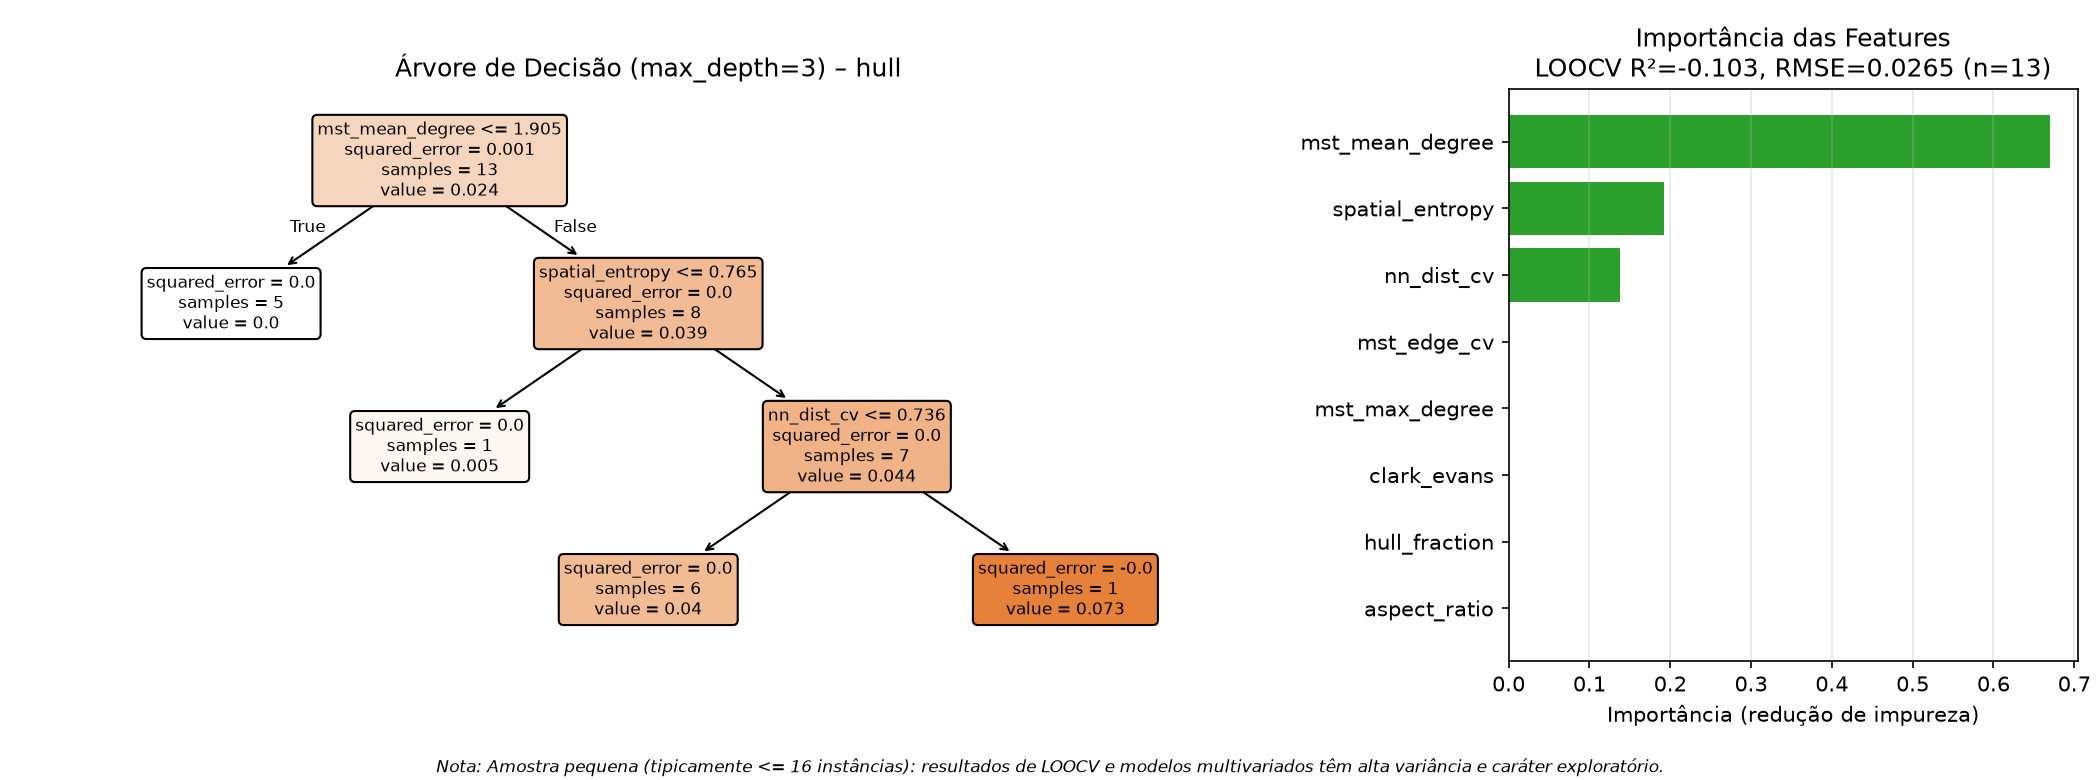 Árvore de Decisão (max_depth=3) – hull
mst_mean_degree <= 1.905
squared_error = 0.001
samples = 13
value = 0.024
True
False
squared_error = 0.0
samples = 5
value = 0.0
spatial_entropy <= 0.765
squared_error = 0.0
samples = 8
value = 0.039
squared_error = 0.0
samples = 1
value = 0.005
nn_dist_cv <= 0.736
squared_error = 0.0
samples = 7
value = 0.044
squared_error = 0.0
samples = 6
value = 0.04
squared_error = -0.0
samples = 1
value = 0.073
Importância das Features
LOOCV R²=-0.103, RMSE=0.0265 (n=13)
mst_mean_degree
spatial_entropy
nn_dist_cv
mst_edge_cv
mst_max_degree
clark_evans
hull_fraction
aspect_ratio
0.0 0.1 0.2 0.3 0.4 0.5 0.6 0.7
Importância (redução de impureza)
Nota: Amostra pequena (tipicamente <= 16 instâncias): resultados de LOOCV e modelos multivariados têm alta variância e caráter exploratório.